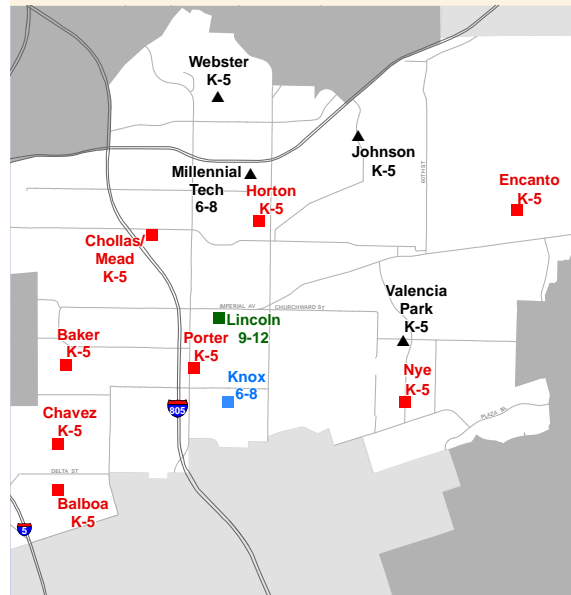 Webster
K-5
Johnson
K-5
60TH ST
Millennial
Tech
6-8
Horton
K-5
Encanto
K-5
Chollas/
Mead
K-5
Valencia
Park
K-5
IMPERIAL AV
CHURCHWARD ST
Lincoln
9-12
Baker
K-5
Porter
K-5
Knox
6-8
Nye
K-5
805
PLAZA BL
Chavez
K-5
DELTA ST
Balboa
K-5
5